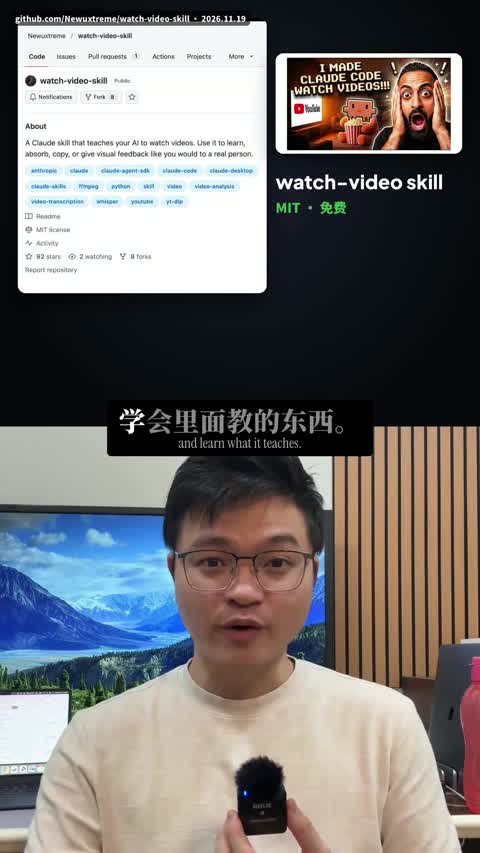 github.com/Newuxtreme/watch-video-skill • 2026.11.19
Newuxtreme / watch-video-skill
Code Issues Pull requests 1 Actions Projects More
watch-video-skill Public
Notifications Fork 8
About
A Claude skill that teaches your AI to watch videos. Use it to learn,
absorb, copy, or give visual feedback like you would to a real person.
anthropic claude claude-agent-sdk claude-code claude-desktop
claude-skills ffmpeg python skill video video-analysis
video-transcription whisper youtube yt-dlp
Readme
MIT license
Activity
92 stars 2 watching 8 forks
Report repository
I MADE
CLAUDE CODE
WATCH VIDEOS!!!
YouTube
watch-video skill
MIT • 免费
学会里面教的东西。
and learn what it teaches.